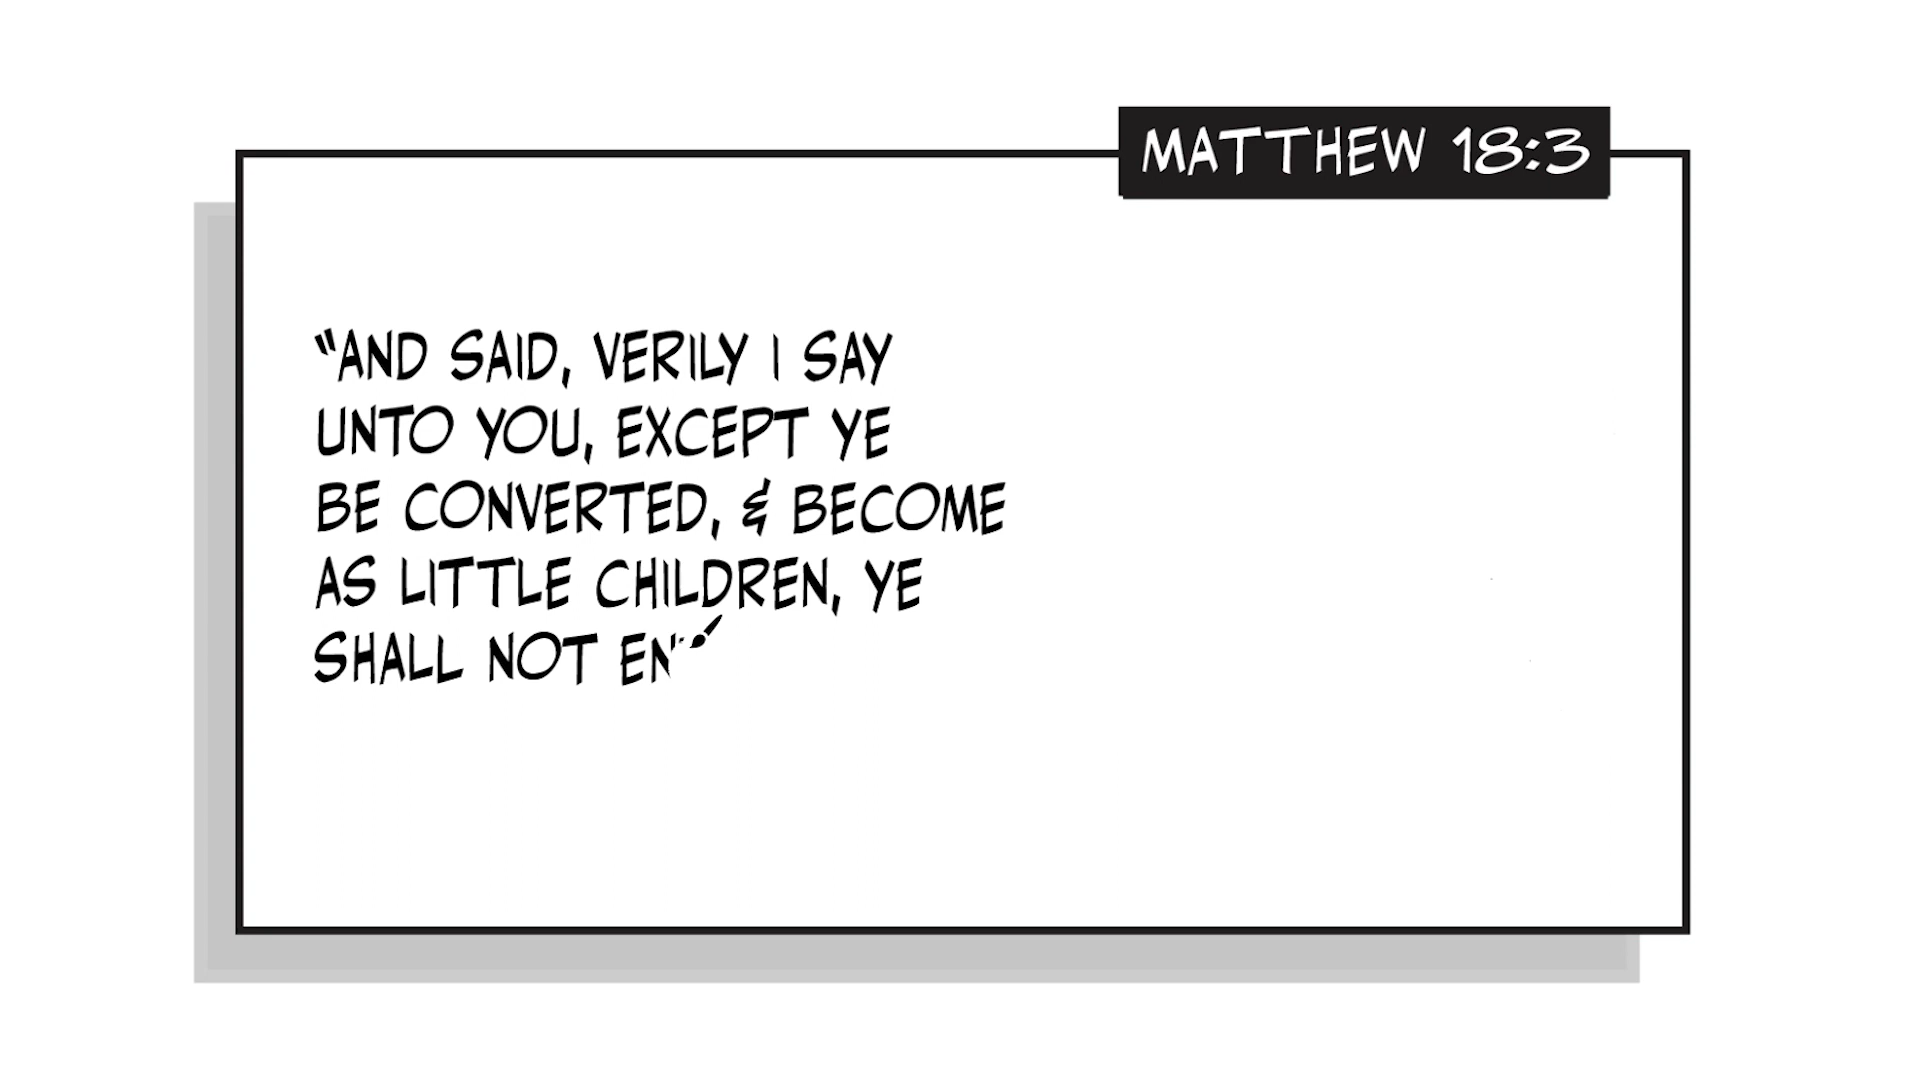 MATTHEW 18:3
“AND SAID, VERILY I SAY
UNTO YOU, EXCEPT YE
BE CONVERTED, & BECOME
AS LITTLE CHILDREN, YE
SHALL NOT EN